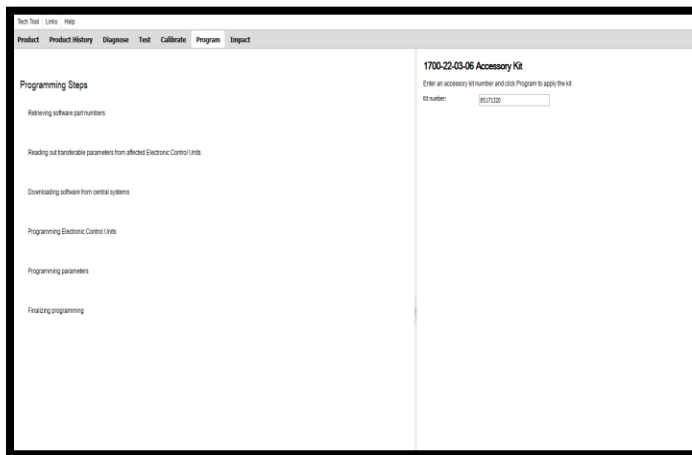 Tech Tool Links Help
Product Product History Diagnose Test Calibrate Program Impact
Programming Steps
Retrieving software part numbers
Reading out transferable parameters from affected Electronic Control Units
Downloading software from central systems
Programming Electronic Control Units
Programming parameters
Finalizing programming
1700-22-03-06 Accessory Kit
Enter an accessory kit number and click Program to apply the kit
Kit number: 85171320